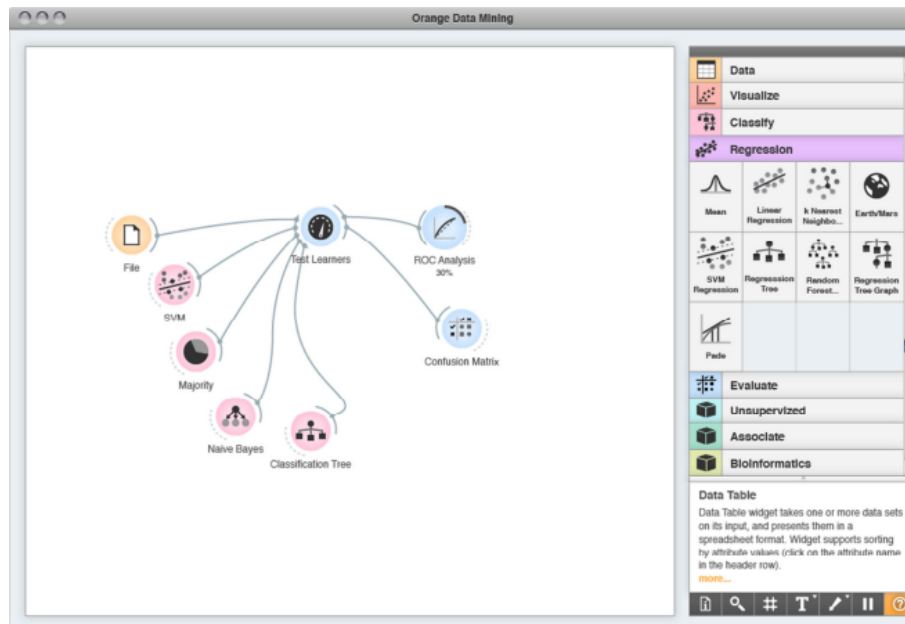 Orange Data Mining
File
SVM
Majority
Naive Bayes
Classification Tree
Test Learners
ROC Analysis
30%
Confusion Matrix
Data
Visualize
Classify
Regression
Mean
Linear
Regression
k Nearest
Neighbo...
Earth/Mars
SVM
Regression
Regresssion
Tree
Random
Forest...
Regression
Tree Graph
Pade
Evaluate
Unsupervized
Associate
Bioinformatics
Data Table
Data Table widget takes one or more data sets
on its input, and presents them in a
spreadsheet format. Widget supports sorting
by attribute values (click on the attribute name
in the header row).
more...
T